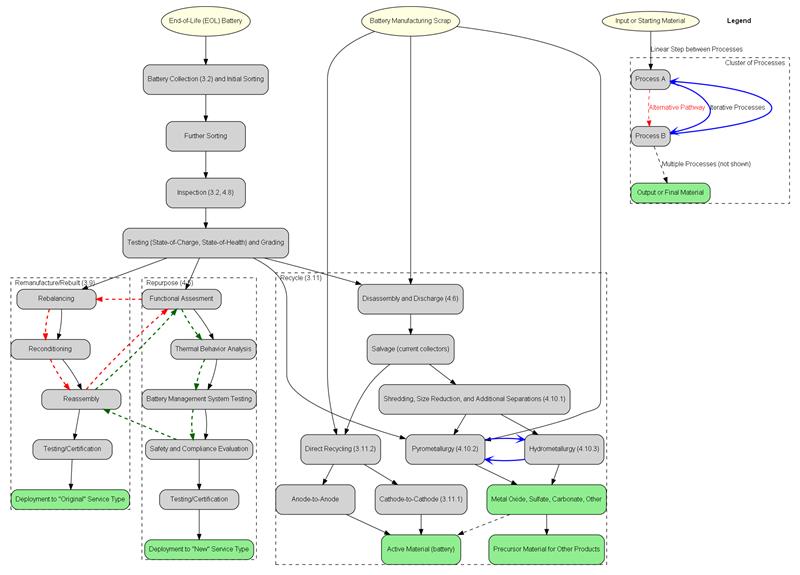 End-of-Life (EOL) Battery
Battery Manufacturing Scrap
Input or Starting Material
Legend
Linear Step between Processes
Cluster of Processes
Process A
Alternative Pathway
Iterative Processes
Process B
Multiple Processes (not shown)
Output or Final Material
Battery Collection (3.2) and Initial Sorting
Further Sorting
Inspection (3.2, 4.8)
Testing (State-of-Charge, State-of-Health) and Grading
Remanufacture/Rebuilt (3.9)
Rebalancing
Reconditioning
Reassembly
Testing/Certification
Deployment to "Original" Service Type
Repurpose
Functional Assesment
Thermal Behavior Analysis
Battery Management System Testing
Safety and Compliance Evaluation
Testing/Certification
Deployment to "New" Service Type
Recycle (3.11)
Disassembly and Discharge (4.6)
Salvage (current collectors)
Shredding, Size Reduction, and Additional Separations (4.10.1)
Direct Recycling (3.11.2)
Pyrometallurgy (4.10.2)
Hydrometallurgy (4.10.3)
Anode-to-Anode
Cathode-to-Cathode (3.11.1)
Metal Oxide, Sulfate, Carbonate, Other
Active Material (battery)
Precursor Material for Other Products